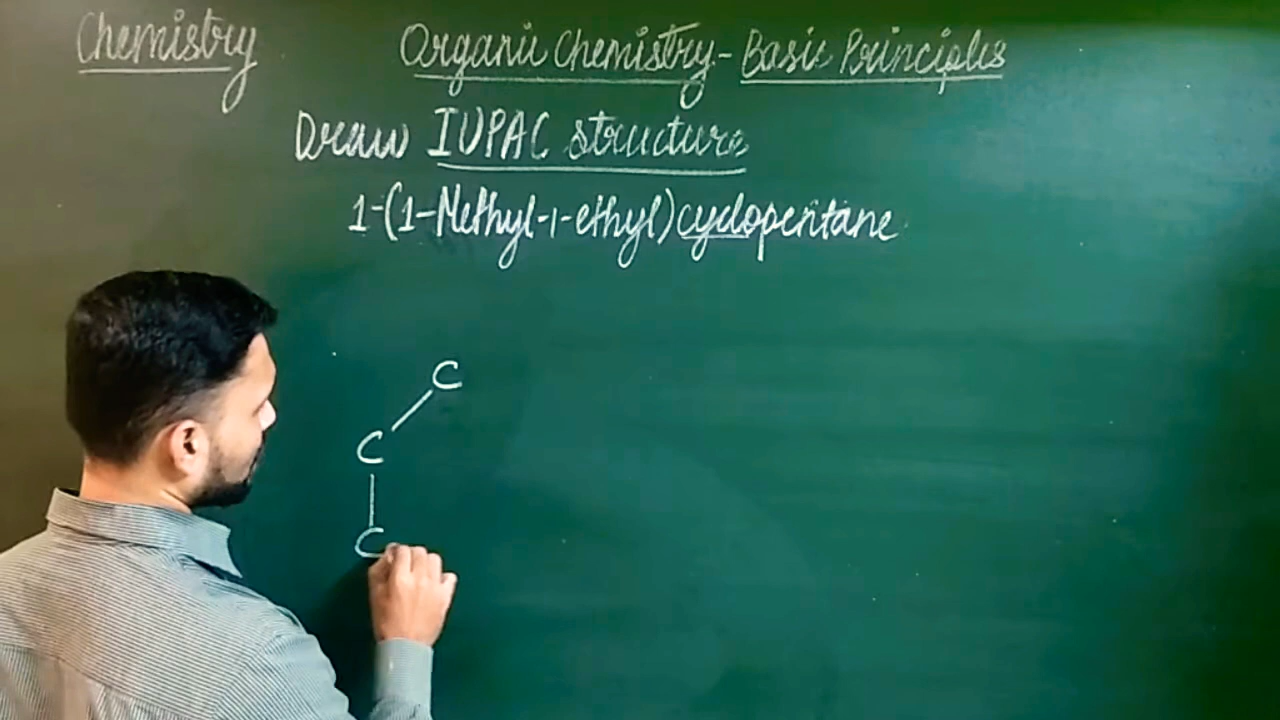 Chemistry
Organic Chemistry - Basic Principles
Draw IUPAC structure
1-(1-Methyl-1-ethyl)cyclopentane
C
C
C